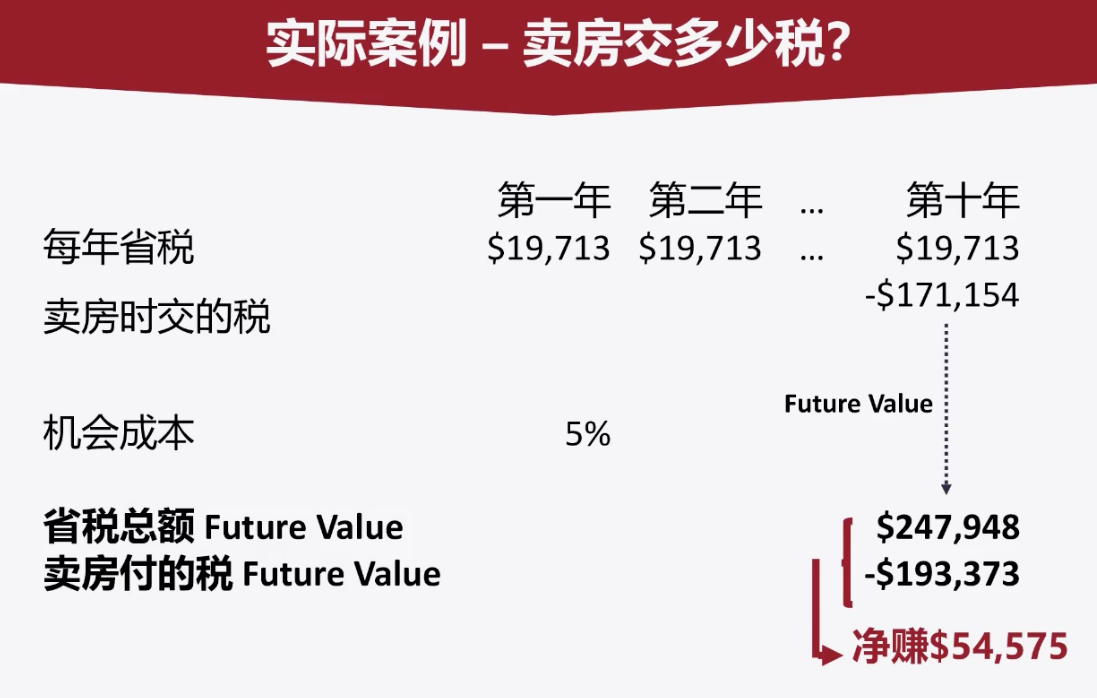 实际案例 – 卖房交多少税?
第一年 第二年 ... 第十年
每年省税 $19,713 $19,713 ... $19,713
-$171,154
卖房时交的税
Future Value
机会成本 5%
省税总额 Future Value $247,948
卖房付的税 Future Value -$193,373
净赚$54,575